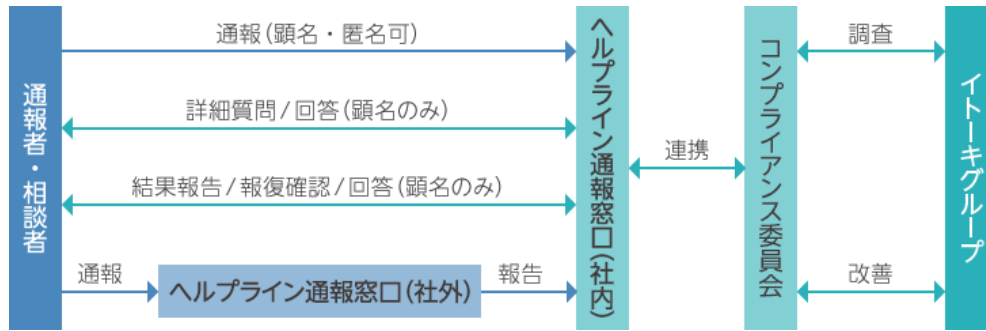 通報者・相談者
通報(顕名・匿名可)
詳細質問/回答(顕名のみ)
結果報告/報復確認/回答(顕名のみ)
通報
ヘルプライン通報窓口(社外)
報告
ヘルプライン通報窓口(社内)
連携
コンプライアンス委員会
調査
改善
イトーキグループ